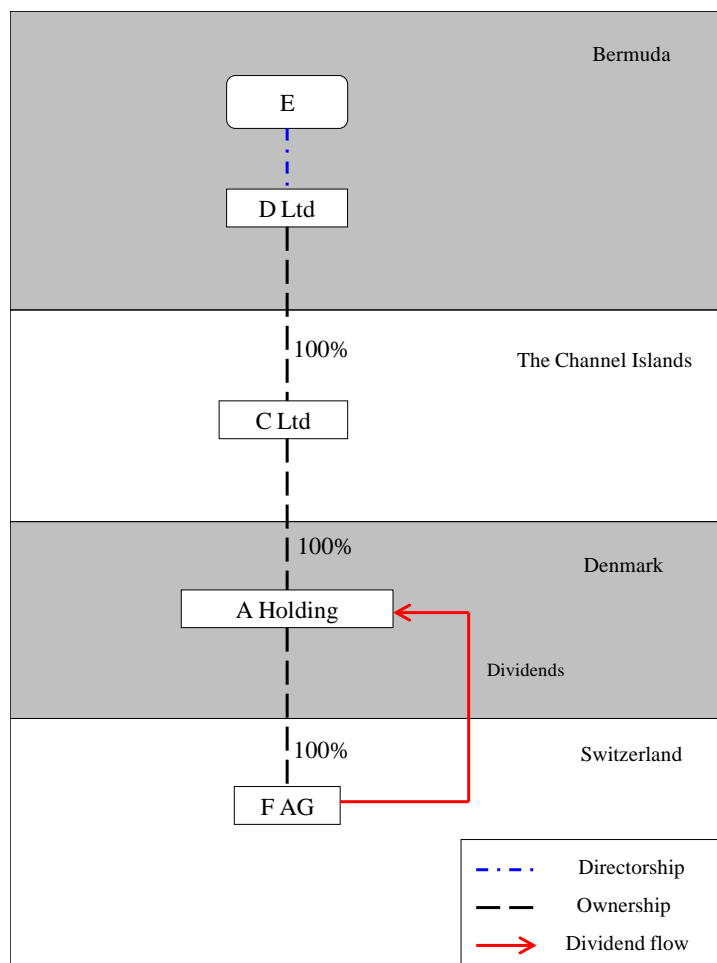 Bermuda
E
D Ltd
100%
The Channel Islands
C Ltd
100%
Denmark
A Holding
Dividends
100%
Switzerland
F AG
Directorship
Ownership
Dividend flow